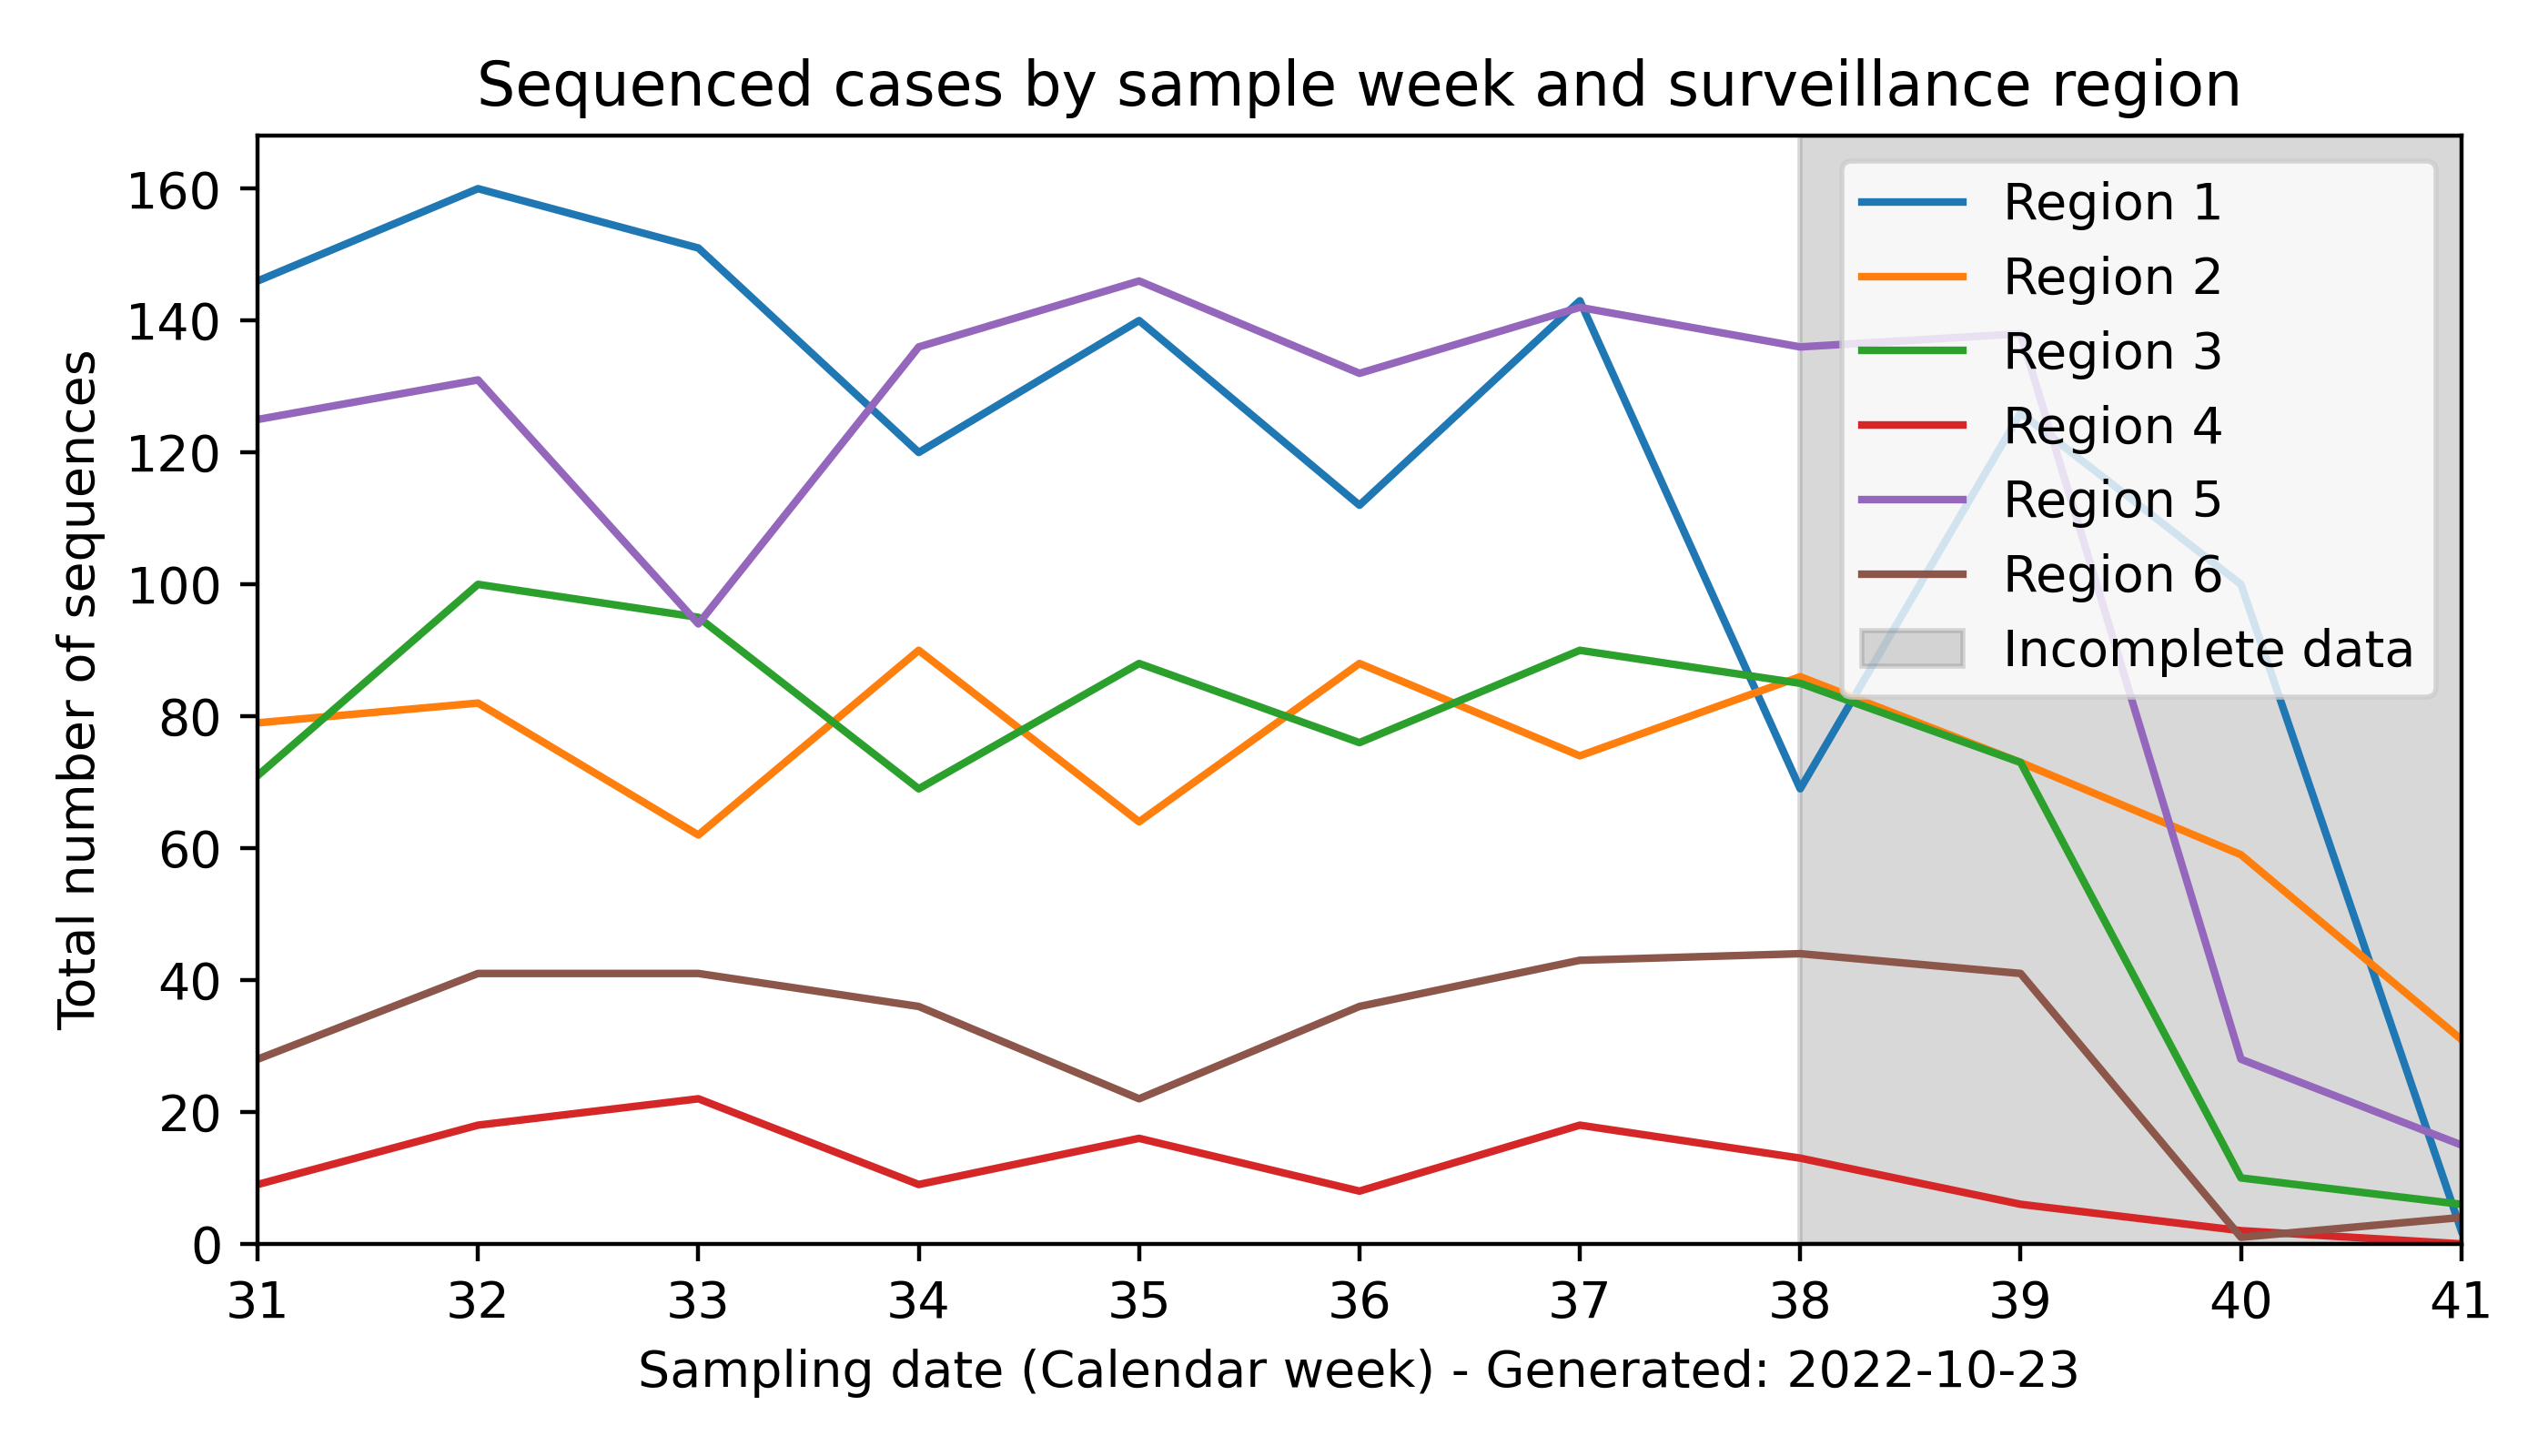 Sequenced cases by sample week and surveillance region
Total number of sequences
160
140
120
100
80
60
40
20
0
Region 1
Region 2
Region 3
Region 4
Region 5
Region 6
Incomplete data
31 32 33 34 35 36 37 38 39 40 41
Sampling date (Calendar week) - Generated: 2022-10-23